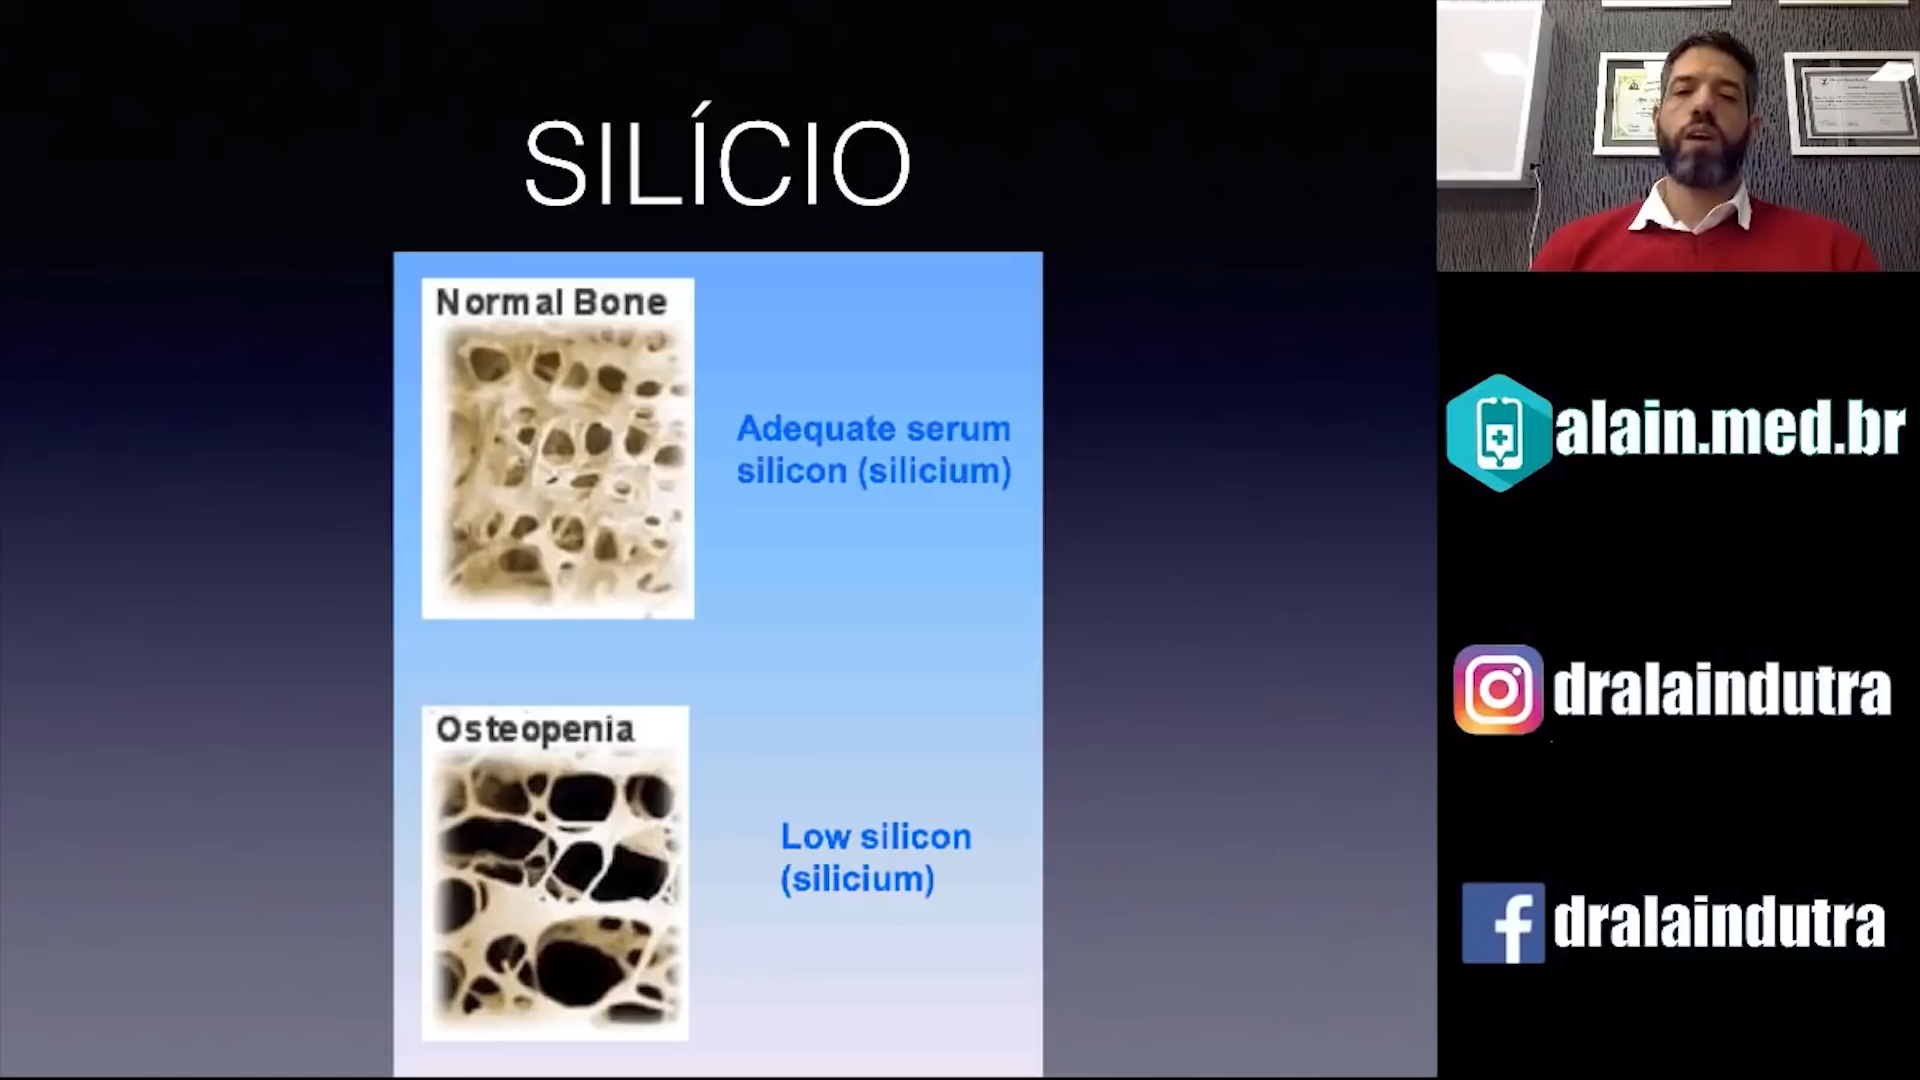 SILÍCIO
Normal Bone
Adequate serum
silicon (silicium)
Osteopenia
Low silicon
(silicium)
alain.med.br
dralaindutra
dralaindutra